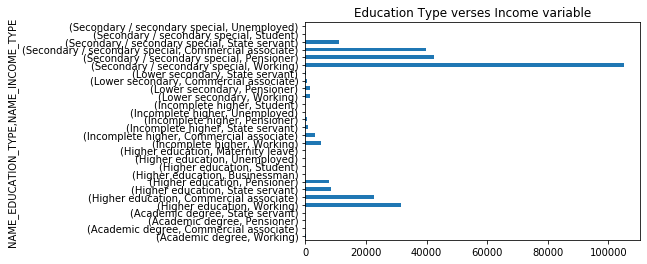 Education Type verses Income variable
NAME_EDUCATION_TYPE,NAME_INCOME_TYPE
(Secondary / secondary special, Unemployed)
(Secondary / secondary special, Student)
(Secondary / secondary special, State servant)
(Secondary / secondary special, Commercial associate)
(Secondary / secondary special, Pensioner)
(Secondary / secondary special, Working)
(Lower secondary, State servant)
(Lower secondary, Commercial associate)
(Lower secondary, Pensioner)
(Lower secondary, Working)
(Incomplete higher, Student)
(Incomplete higher, Unemployed)
(Incomplete higher, Pensioner)
(Incomplete higher, State servant)
(Incomplete higher, Commercial associate)
(Incomplete higher, Working)
(Higher education, Maternity leave)
(Higher education, Unemployed)
(Higher education, Student)
(Higher education, Businessman)
(Higher education, Pensioner)
(Higher education, State servant)
(Higher education, Commercial associate)
(Higher education, Working)
(Academic degree, State servant)
(Academic degree, Pensioner)
(Academic degree, Commercial associate)
(Academic degree, Working)
0 20000 40000 60000 80000 100000